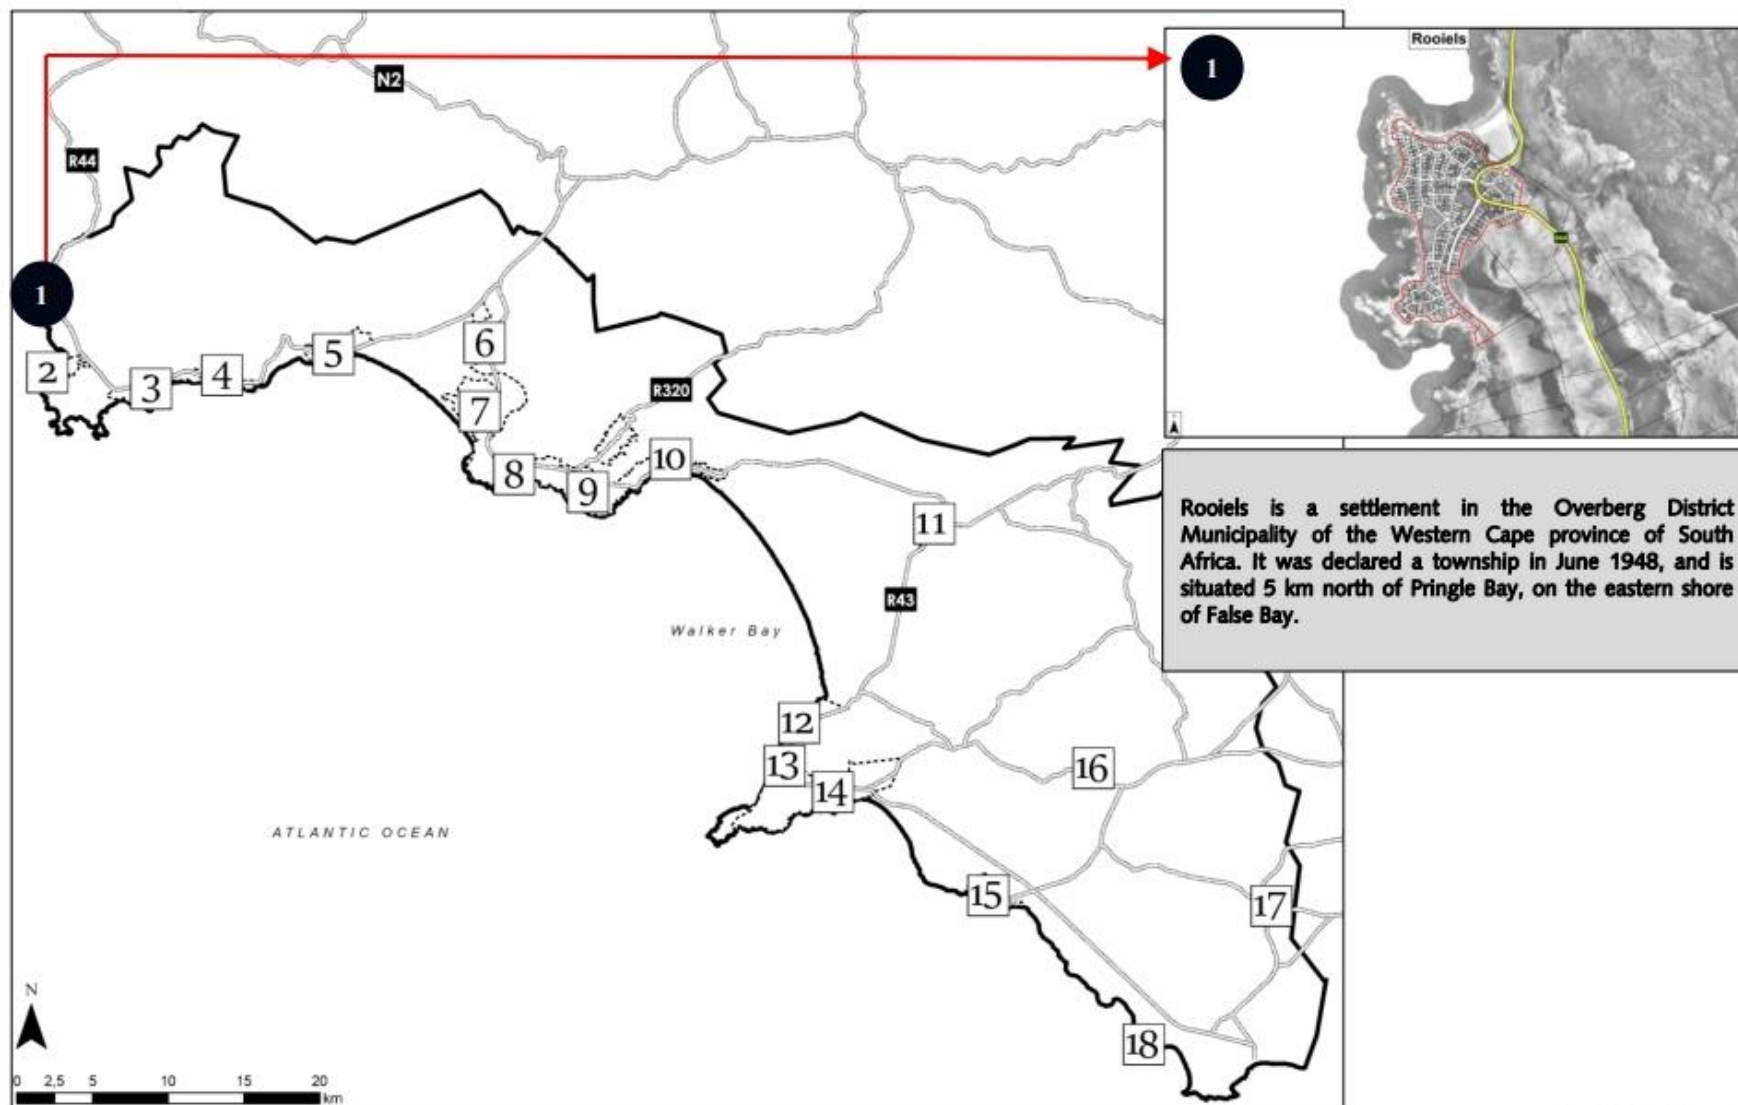 Rooiels
1
N2
R44
1
2
3
4
5
6
7
8
9
10
R320
11
R43
Rooiels is a settlement in the Overberg District
Municipality of the Western Cape province of South
Africa. It was declared a township in June 1948, and is
situated 5 km north of Pringle Bay, on the eastern shore
of False Bay.
Walker Bay
12
13
14
16
ATLANTIC OCEAN
15
17
18
N
0 2,5 5 10 15 20
km